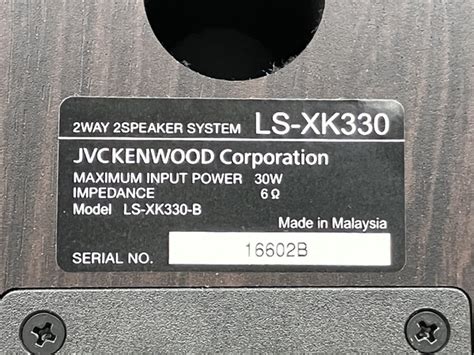 2WAY 2SPEAKER SYSTEM LS-XK330
JVCKENWOOD Corporation
MAXIMUM INPUT POWER 30W
IMPEDANCE 6Ω
Model LS-XK330-B
Made in Malaysia
SERIAL NO. 16602B